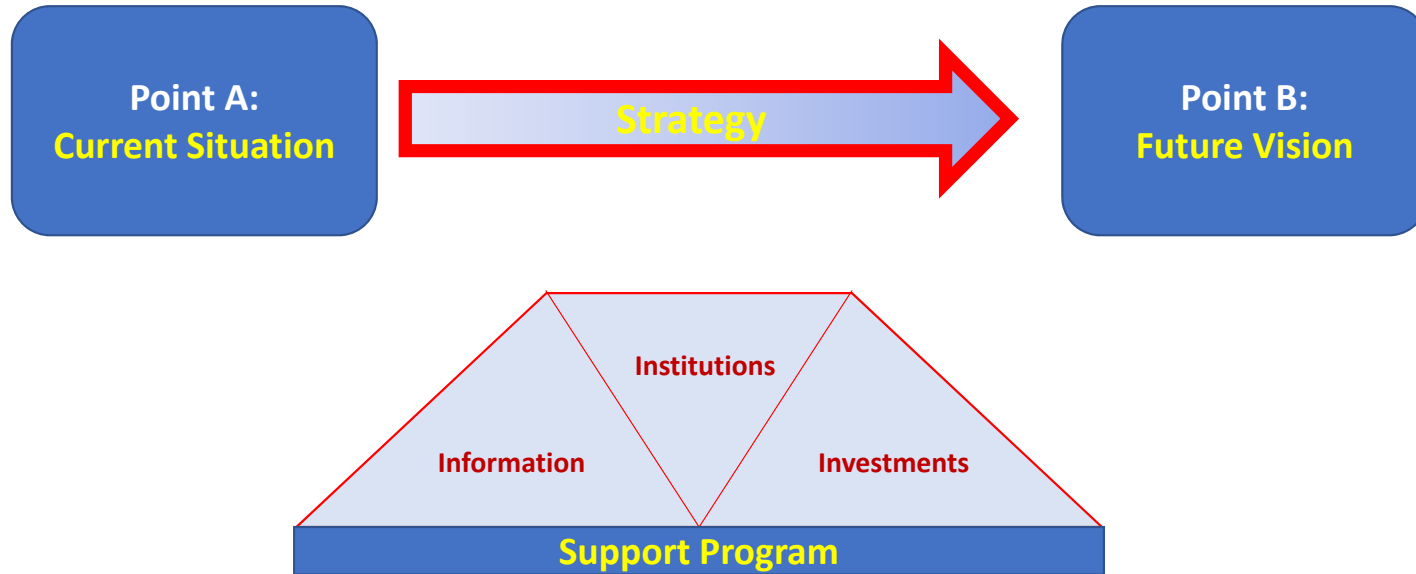 Point A:
Current Situation
Strategy
Point B:
Future Vision
Institutions
Information
Investments
Support Program